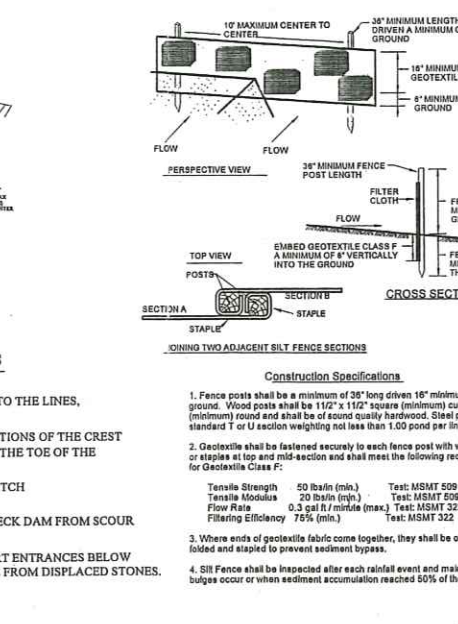 10' MAXIMUM CENTER TO
CENTER
36" MINIMUM LENGTH
DRIVEN A MINIMUM
GROUND
16" MINIMUM
GEOTEXTIL
8" MINIMUM
GROUND
FLOW
FLOW
PERSPECTIVE VIEW
36" MINIMUM FENCE
POST LENGTH
FILTER
CLOTH
FLOW
EMBED GEOTEXTILE CLASS F
A MINIMUM OF 8" VERTICALLY
INTO THE GROUND
CROSS SECT
TOP VIEW
POSTS
SECTION B
SECTION A
STAPLE
STAPLE
JOINING TWO ADJACENT SILT FENCE SECTIONS
TO THE LINES,
TIONS OF THE CREST
THE TOE OF THE
TCH
ECK DAM FROM SCOUR
RT ENTRANCES BELOW
FROM DISPLACED STONES.
Construction Specifications
1. Fence posts shall be a minimum of 36" long driven 16" minimu
ground. Wood posts shall be 11/2" x 11/2" square (minimum) cu
(minimum) round and shall be of sound quality hardwood. Steel p
standard T or U section weighting not less than 1.00 pond per lin
2. Geotextile shall be fastened securely to each fence post with w
or staples at top and mid-section and shall meet the following rec
for Geotextile Class F:
Tensile Strength 50 lbs/in (min.) Test: MSMT 509
Tensile Modulus 20 lbs/in (min.) Test: MSMT 509
Flow Rate 0.3 gal ft / minute (max.) Test: MSMT 32
Filtering Efficiency 75% (min.) Test: MSMT 322
3. Where ends of geotextile fabric come together, they shall be o
folded and stapled to prevent sediment bypass.
4. Silt Fence shall be inspected after each rainfall event and mai
bulges occur or when sediment accumulation reached 50% of th